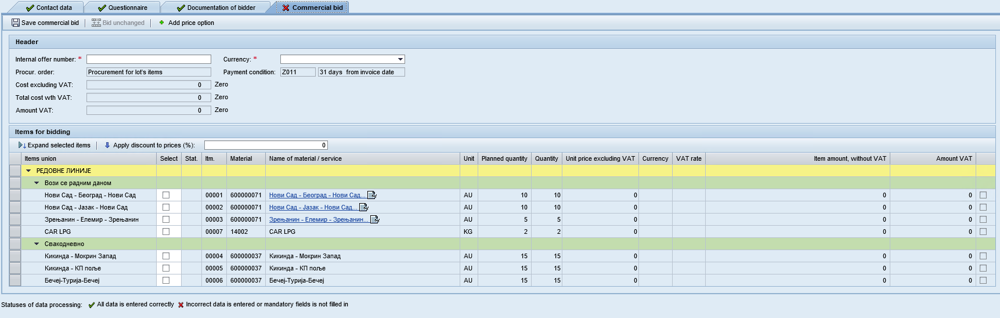 Contact data Questionnaire Documentation of bidder Commercial bid
Save commercial bid Bid unchanged Add price option
Header
Internal offer number: * Currency: *
Procur. order: Procurement for lot's items Payment condition: Z011 31 days from invoice date
Cost excluding VAT: 0 Zero
Total cost wth VAT: 0 Zero
Amount VAT: 0 Zero
Items for bidding
Expand selected items Apply discount to prices (%): 0
Items union Select Stat. Itm. Material Name of material / service Unit Planned quantity Quantity Unit price excluding VAT Currency VAT rate Item amount, without VAT Amount VAT
РЕДОВНЕ ЛИНИЈЕ
Вози се радним даном
Нови Сад - Београд - Нови Сад 00001 600000071 Нови Сад - Београд - Нови Сад... AU 10 10 0 0 0
Нови Сад - Јазак - Нови Сад 00002 600000071 Нови Сад - Јазак - Нови Сад... AU 10 10 0 0 0
Зрењанин - Елемир - Зрењанин 00003 600000071 Зрењанин - Елемир - Зрењанин... AU 5 5 0 0 0
CAR LPG 00007 14002 CAR LPG KG 2 2 0 0 0
Свакодневно
Кикинда - Мокрин Запад 00004 600000037 Кикинда - Мокрин Запад AU 15 15 0 0 0
Кикинда - КП поље 00005 600000037 Кикинда - КП поље AU 15 15 0 0 0
Бечеј-Турија-Бечеј 00006 600000037 Бечеј-Турија-Бечеј AU 15 15 0 0 0
Statuses of data processing: All data is entered correctly Incorrect data is entered or mandatory fields is not filled in